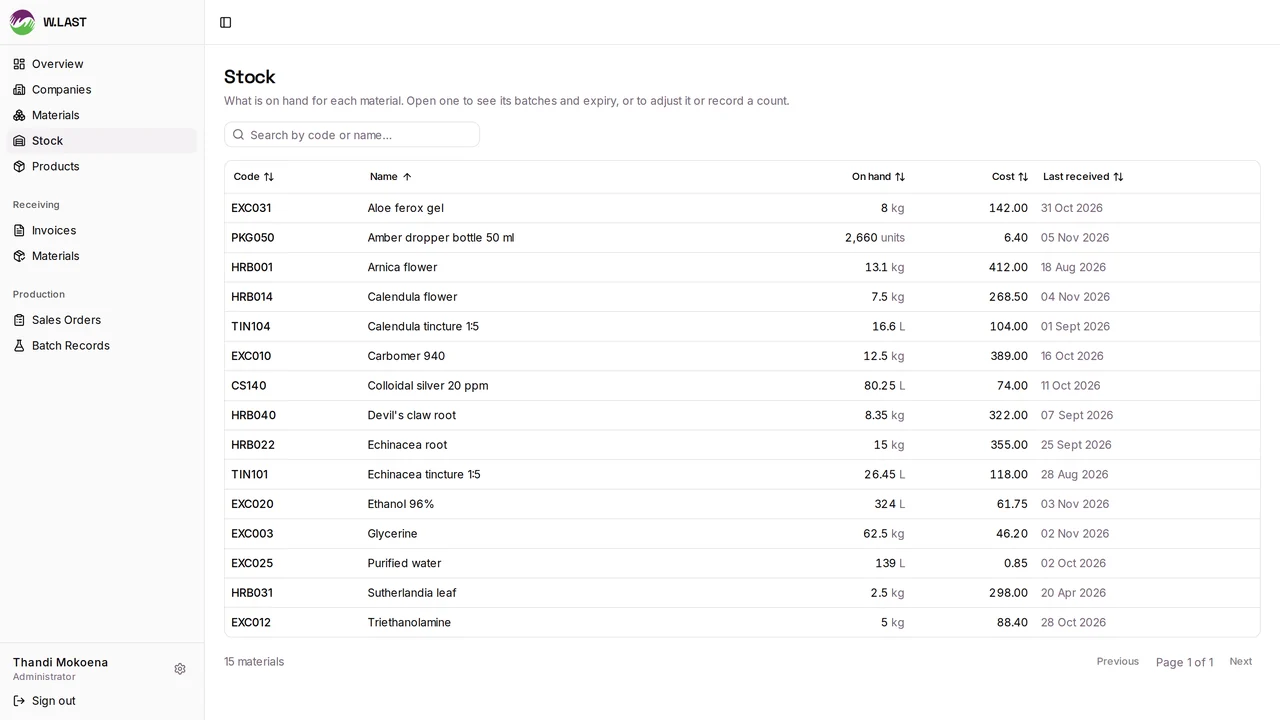 W.LAST
Overview
Companies
Materials
Stock
Products
Receiving
Invoices
Materials
Production
Sales Orders
Batch Records
Thandi Mokoena
Administrator
Sign out
Stock
What is on hand for each material. Open one to see its batches and expiry, or to adjust it or record a count.
Search by code or name...
Code Name On hand Cost Last received
EXC031 Aloe ferox gel 8 kg 142.00 31 Oct 2026
PKG050 Amber dropper bottle 50 ml 2,660 units 6.40 05 Nov 2026
HRB001 Arnica flower 13.1 kg 412.00 18 Aug 2026
HRB014 Calendula flower 7.5 kg 268.50 04 Nov 2026
TIN104 Calendula tincture 1:5 16.6 L 104.00 01 Sept 2026
EXC010 Carbomer 940 12.5 kg 389.00 16 Oct 2026
CS140 Colloidal silver 20 ppm 80.25 L 74.00 11 Oct 2026
HRB040 Devil's claw root 8.35 kg 322.00 07 Sept 2026
HRB022 Echinacea root 15 kg 355.00 25 Sept 2026
TIN101 Echinacea tincture 1:5 26.45 L 118.00 28 Aug 2026
EXC020 Ethanol 96% 324 L 61.75 03 Nov 2026
EXC003 Glycerine 62.5 kg 46.20 02 Nov 2026
EXC025 Purified water 139 L 0.85 02 Oct 2026
HRB031 Sutherlandia leaf 2.5 kg 298.00 20 Apr 2026
EXC012 Triethanolamine 5 kg 88.40 28 Oct 2026
15 materials Previous Page 1 of 1 Next